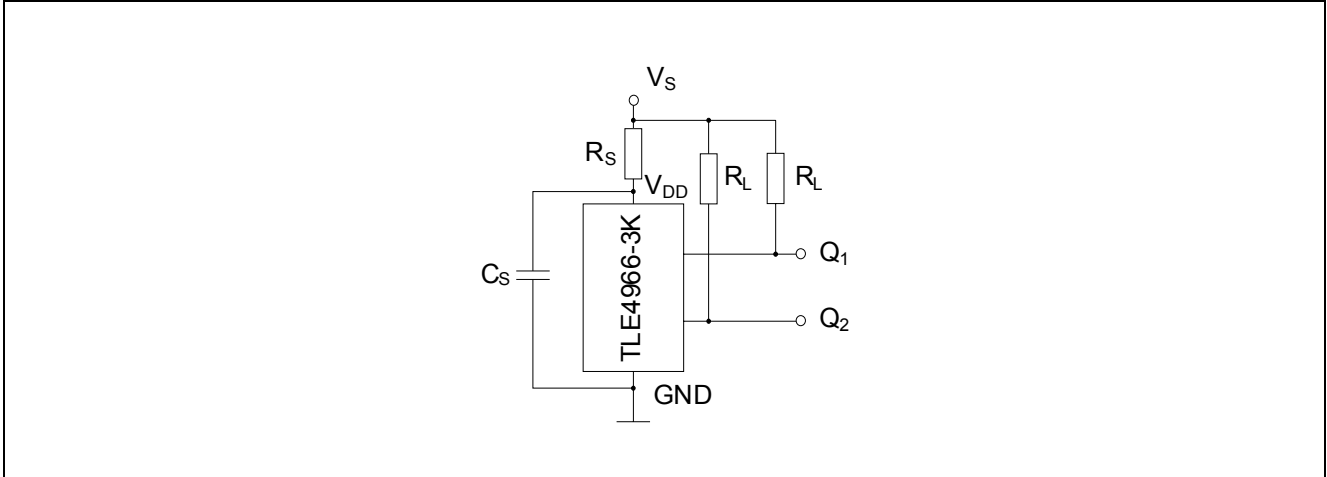 V_S
R_S
V_DD
R_L
R_L
TLE4966-3K
Q_1
C_S
Q_2
GND